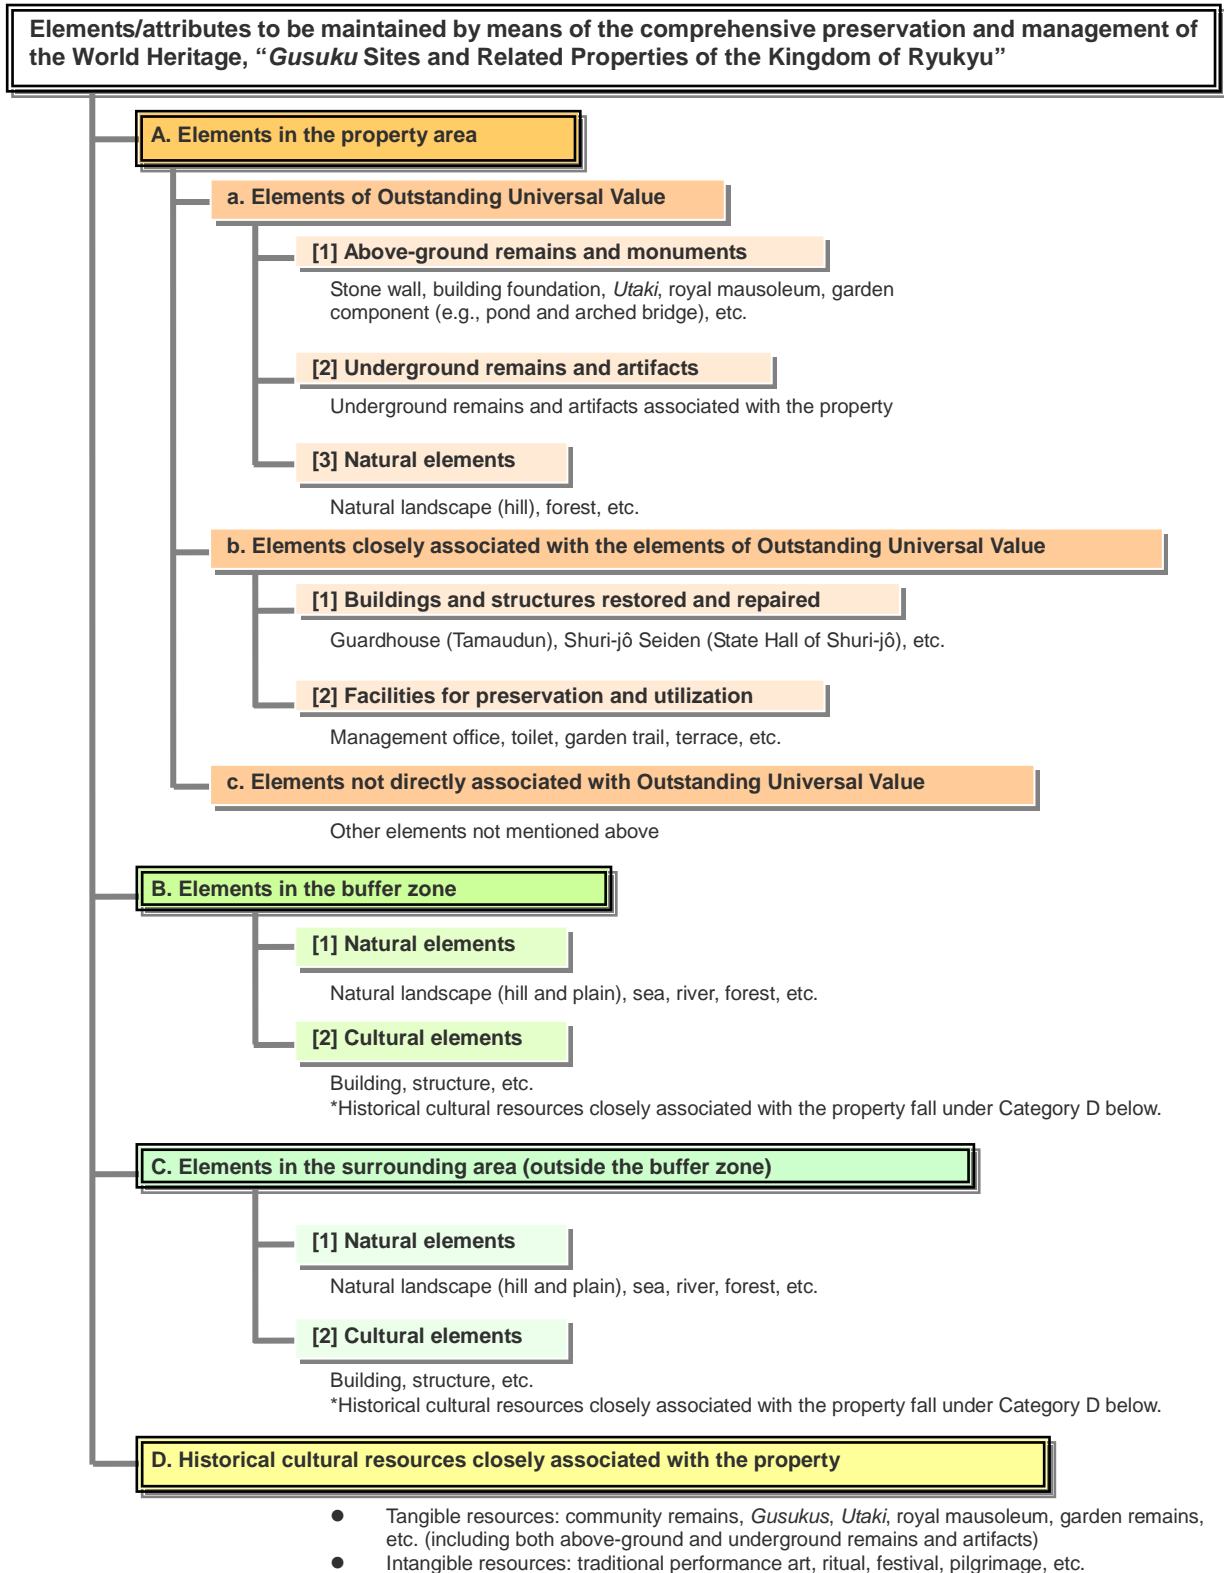 Elements/attributes to be maintained by means of the comprehensive preservation and management of
the World Heritage, “Gusuku Sites and Related Properties of the Kingdom of Ryukyu”
A. Elements in the property area
a. Elements of Outstanding Universal Value
[1] Above-ground remains and monuments
Stone wall, building foundation, Utaki, royal mausoleum, garden
component (e.g., pond and arched bridge), etc.
[2] Underground remains and artifacts
Underground remains and artifacts associated with the property
[3] Natural elements
Natural landscape (hill), forest, etc.
b. Elements closely associated with the elements of Outstanding Universal Value
[1] Buildings and structures restored and repaired
Guardhouse (Tamaudun), Shuri-jô Seiden (State Hall of Shuri-jô), etc.
[2] Facilities for preservation and utilization
Management office, toilet, garden trail, terrace, etc.
c. Elements not directly associated with Outstanding Universal Value
Other elements not mentioned above
B. Elements in the buffer zone
[1] Natural elements
Natural landscape (hill and plain), sea, river, forest, etc.
[2] Cultural elements
Building, structure, etc.
*Historical cultural resources closely associated with the property fall under Category D below.
C. Elements in the surrounding area (outside the buffer zone)
[1] Natural elements
Natural landscape (hill and plain), sea, river, forest, etc.
[2] Cultural elements
Building, structure, etc.
*Historical cultural resources closely associated with the property fall under Category D below.
D. Historical cultural resources closely associated with the property
● Tangible resources: community remains, Gusukus, Utaki, royal mausoleum, garden remains,
etc. (including both above-ground and underground remains and artifacts)
● Intangible resources: traditional performance art, ritual, festival, pilgrimage, etc.